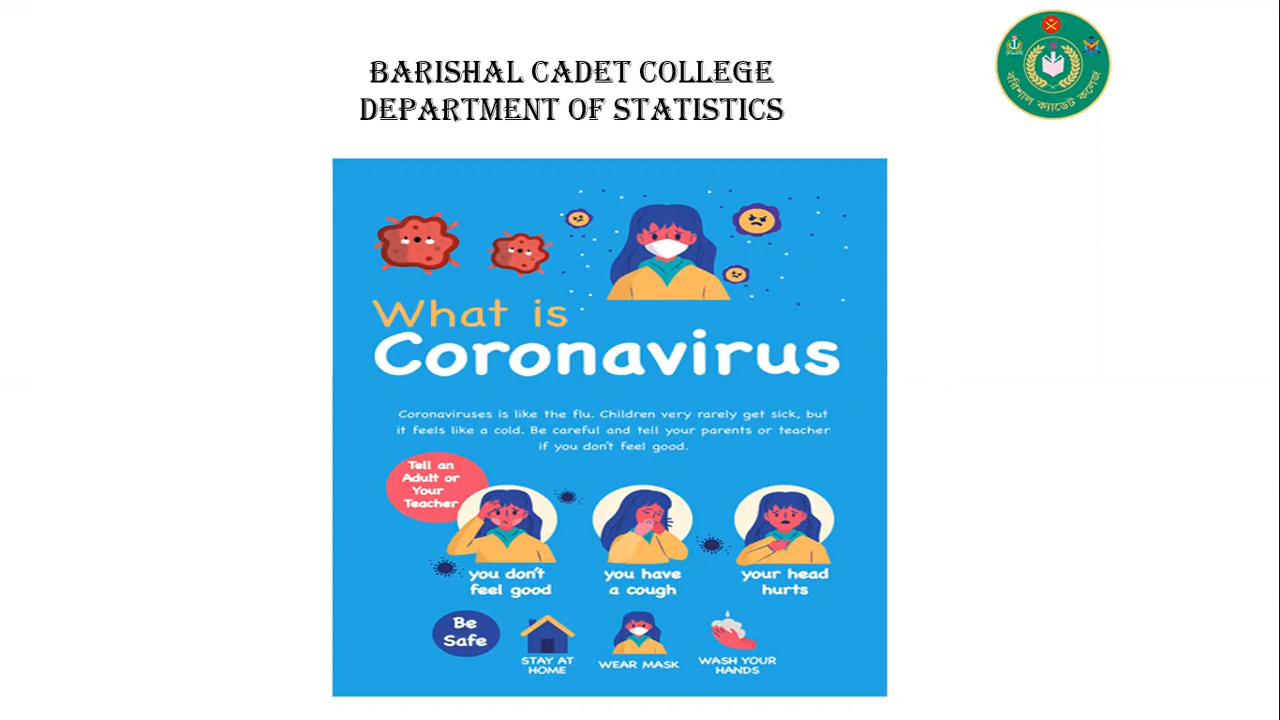 BARISHAL CADET COLLEGE
DEPARTMENT OF STATISTICS
বরিশাল ক্যাডেট কলেজ
What is
Coronavirus
Coronaviruses is like the flu. Children very rarely get sick, but
it feels like a cold. Be careful and tell your parents or teacher
if you don't feel good.
Tell an
Adult or
Your
Teacher
you don't
feel good
you have
a cough
your head
hurts
Be
Safe
STAY AT
HOME
WEAR MASK
WASH YOUR
HANDS